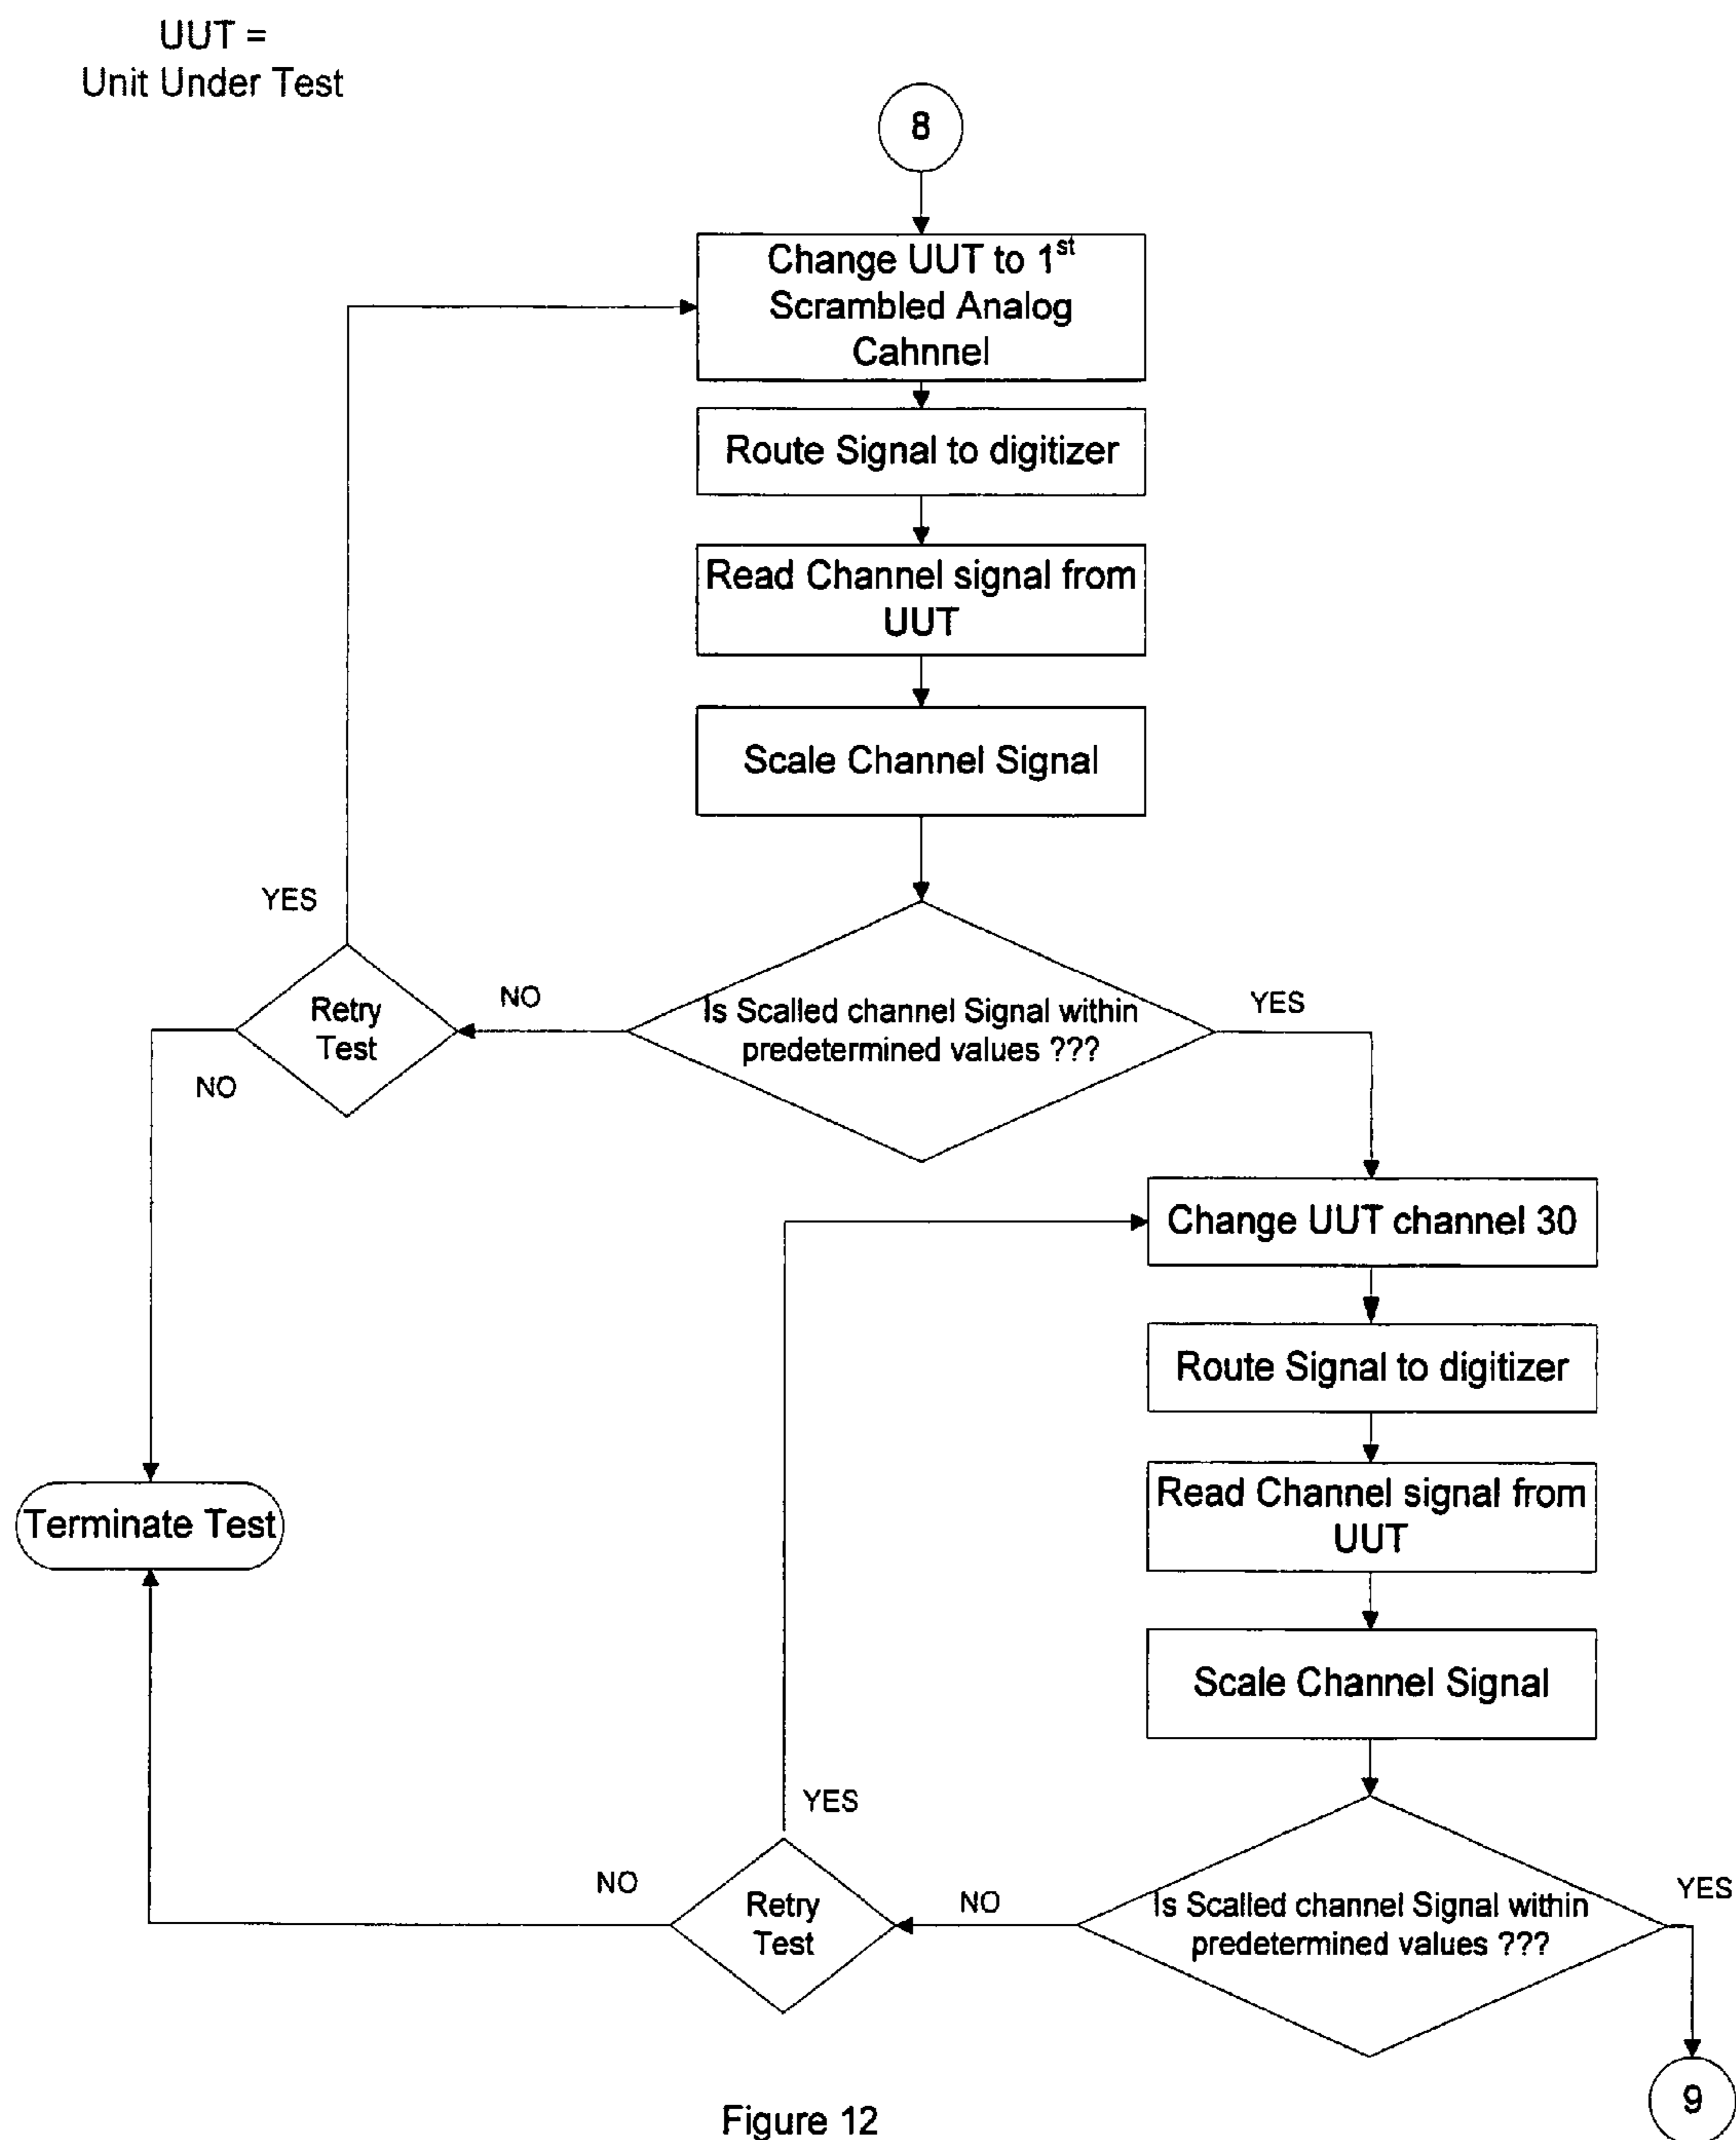 UUT =
Unit Under Test
8
Change UUT to 1st
Scrambled Analog
Cahnnel
Route Signal to digitizer
Read Channel signal from
UUT
Scale Channel Signal
YES
Retry
Test
NO
NO
Is Scalled channel Signal within
predetermined values ???
YES
Change UUT channel 30
Route Signal to digitizer
Read Channel signal from
UUT
Scale Channel Signal
Terminate Test
YES
NO
Retry
Test
NO
Is Scalled channel Signal within
predetermined values ???
YES
9
Figure 12